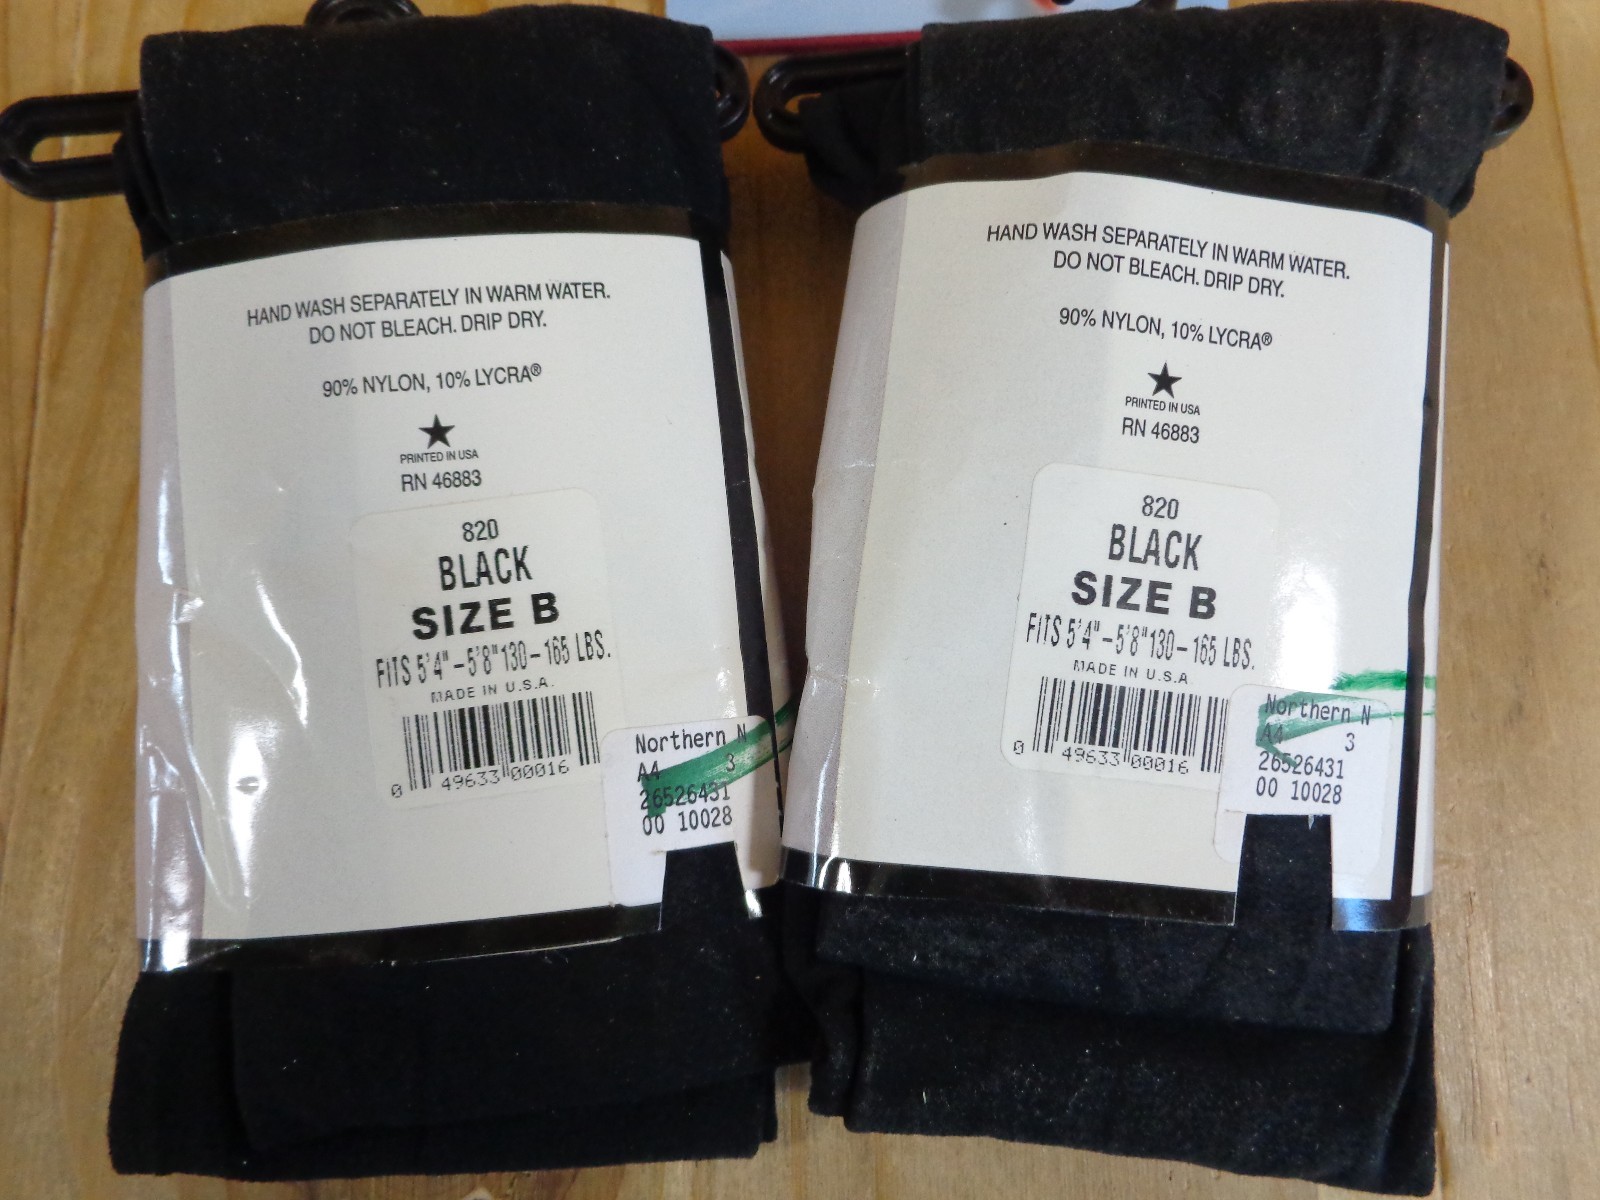 HAND WASH SEPARATELY IN WARM WATER.
DO NOT BLEACH. DRIP DRY.
90% NYLON, 10% LYCRA®
PRINTED IN USA
RN 46883
820
BLACK
SIZE B
FITS 5'4"-5'8" 130-165 LBS.
MADE IN U.S.A.
0 49633 00016
Northern N
A4 3
26526431
00 10028
HAND WASH SEPARATELY IN WARM WATER.
DO NOT BLEACH. DRIP DRY.
90% NYLON, 10% LYCRA®
PRINTED IN USA
RN 46883
820
BLACK
SIZE B
FITS 5'4"-5'8" 130-165 LBS.
MADE IN U.S.A.
0 49633 00016
Northern N
A4 3
26526431
00 10028